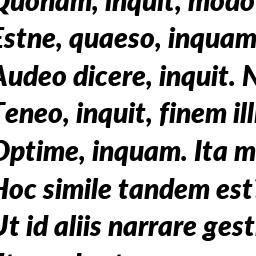 Quonam, inquit, modo
Estne, quaeso, inquam
Audeo dicere, inquit. N
Teneo, inquit, finem illi
Optime, inquam. Ita m
Hoc simile tandem est?
Ut id aliis narrare gest